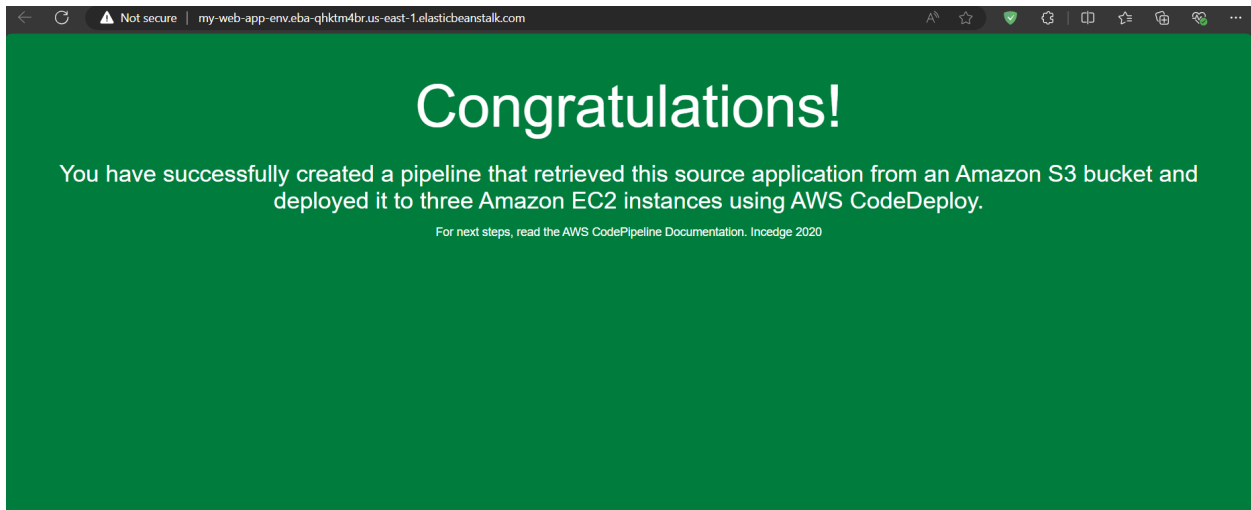 Not secure
my-web-app-env.eba-qhktm4br.us-east-1.elasticbeanstalk.com
Congratulations!
You have successfully created a pipeline that retrieved this source application from an Amazon S3 bucket and
deployed it to three Amazon EC2 instances using AWS CodeDeploy.
For next steps, read the AWS CodePipeline Documentation. Incedge 2020